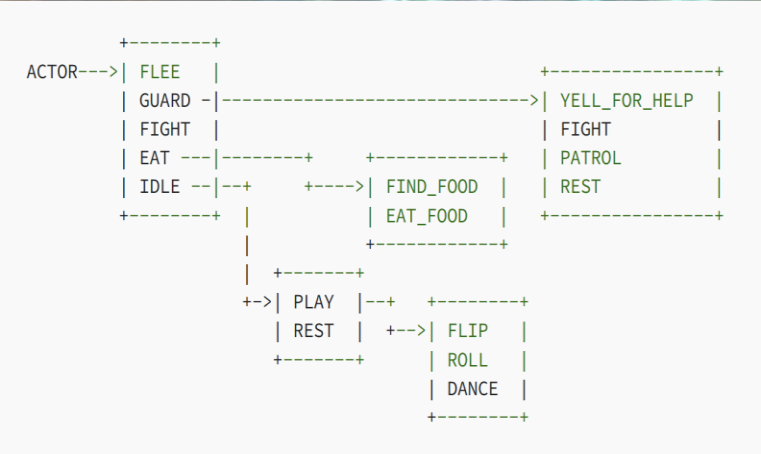 +--------+
ACTOR--->| FLEE   |                               +---------------+
         | GUARD -|------------------------------>| YELL_FOR_HELP |
         | FIGHT  |                               | FIGHT         |
         | EAT ---|--------+     +------------+   | PATROL        |
         | IDLE --|--+     +---->| FIND_FOOD  |   | REST          |
         +--------+  |           | EAT_FOOD   |   +---------------+
                     |           +------------+
                     |  +-------+
                     +->| PLAY  |--+   +--------+
                        | REST  |  +-->| FLIP   |
                        +-------+      | ROLL   |
                                       | DANCE  |
                                       +--------+